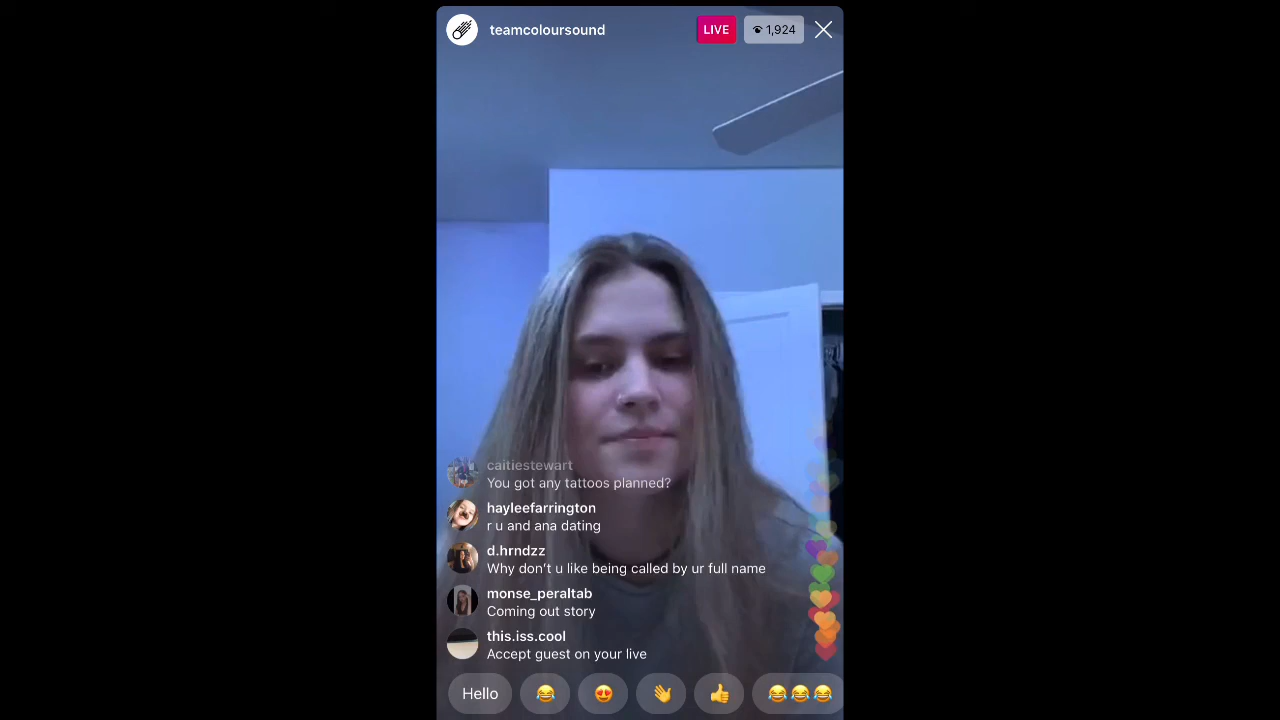 teamcoloursound
LIVE
1,924
caitiestewart
You got any tattoos planned?
hayleefarrington
r u and ana dating
d.hrndzz
Why don't u like being called by ur full name
monse_peraltab
Coming out story
this.iss.cool
Accept guest on your live
Hello